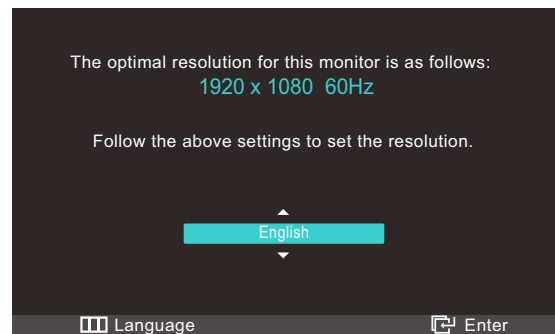 The optimal resolution for this monitor is as follows:
1920 x 1080 60Hz
Follow the above settings to set the resolution.
English
Language Enter